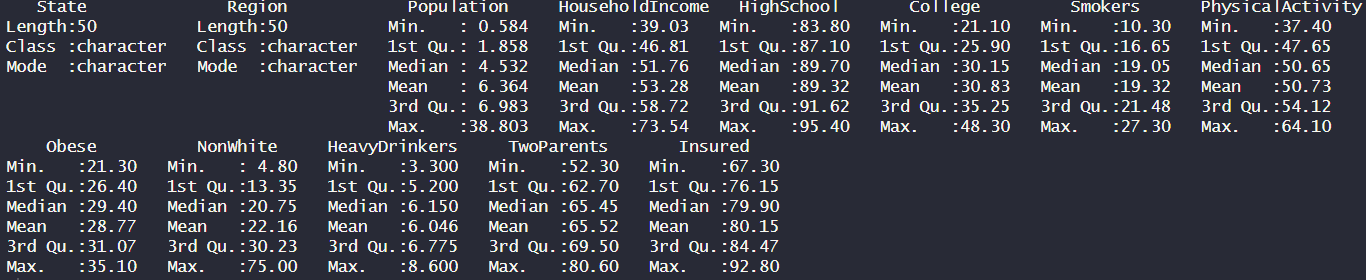 State Region Population HouseholdIncome HighSchool College Smokers PhysicalActivity
Length:50 Length:50 Min. : 0.584 Min. :39.03 Min. :83.80 Min. :21.10 Min. :10.30 Min. :37.40
Class :character Class :character 1st Qu.: 1.858 1st Qu.:46.81 1st Qu.:87.10 1st Qu.:25.90 1st Qu.:16.65 1st Qu.:47.65
Mode :character Mode :character Median : 4.532 Median :51.76 Median :89.70 Median :30.15 Median :19.05 Median :50.65
Mean : 6.364 Mean :53.28 Mean :89.32 Mean :30.83 Mean :19.32 Mean :50.73
3rd Qu.: 6.983 3rd Qu.:58.72 3rd Qu.:91.62 3rd Qu.:35.25 3rd Qu.:21.48 3rd Qu.:54.12
Max. :38.803 Max. :73.54 Max. :95.40 Max. :48.30 Max. :27.30 Max. :64.10
Obese NonWhite HeavyDrinkers TwoParents Insured
Min. :21.30 Min. : 4.80 Min. :3.300 Min. :52.30 Min. :67.30
1st Qu.:26.40 1st Qu.:13.35 1st Qu.:5.200 1st Qu.:62.70 1st Qu.:76.15
Median :29.40 Median :20.75 Median :6.150 Median :65.45 Median :79.90
Mean :28.77 Mean :22.16 Mean :6.046 Mean :65.52 Mean :80.15
3rd Qu.:31.07 3rd Qu.:30.23 3rd Qu.:6.775 3rd Qu.:69.50 3rd Qu.:84.47
Max. :35.10 Max. :75.00 Max. :8.600 Max. :80.60 Max. :92.80